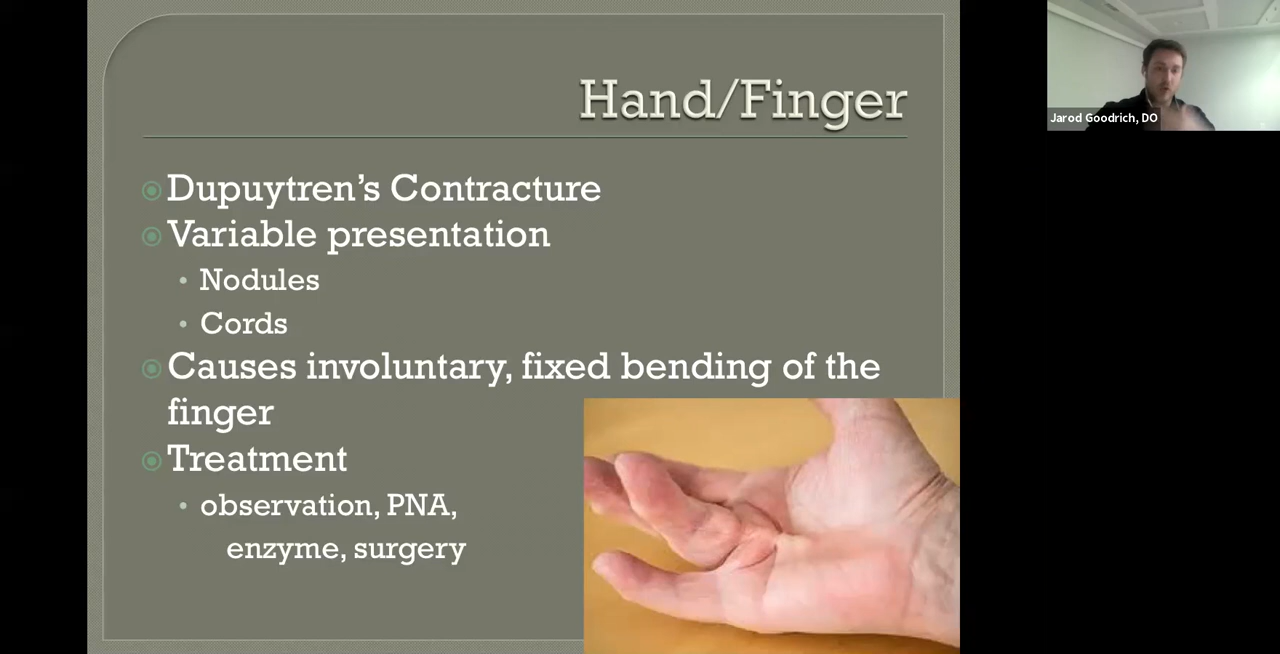 Hand/Finger
Dupuytren's Contracture
Variable presentation
Nodules
Cords
Causes involuntary, fixed bending of the
finger
Treatment
observation, PNA,
enzyme, surgery
Jarod Goodrich, DO